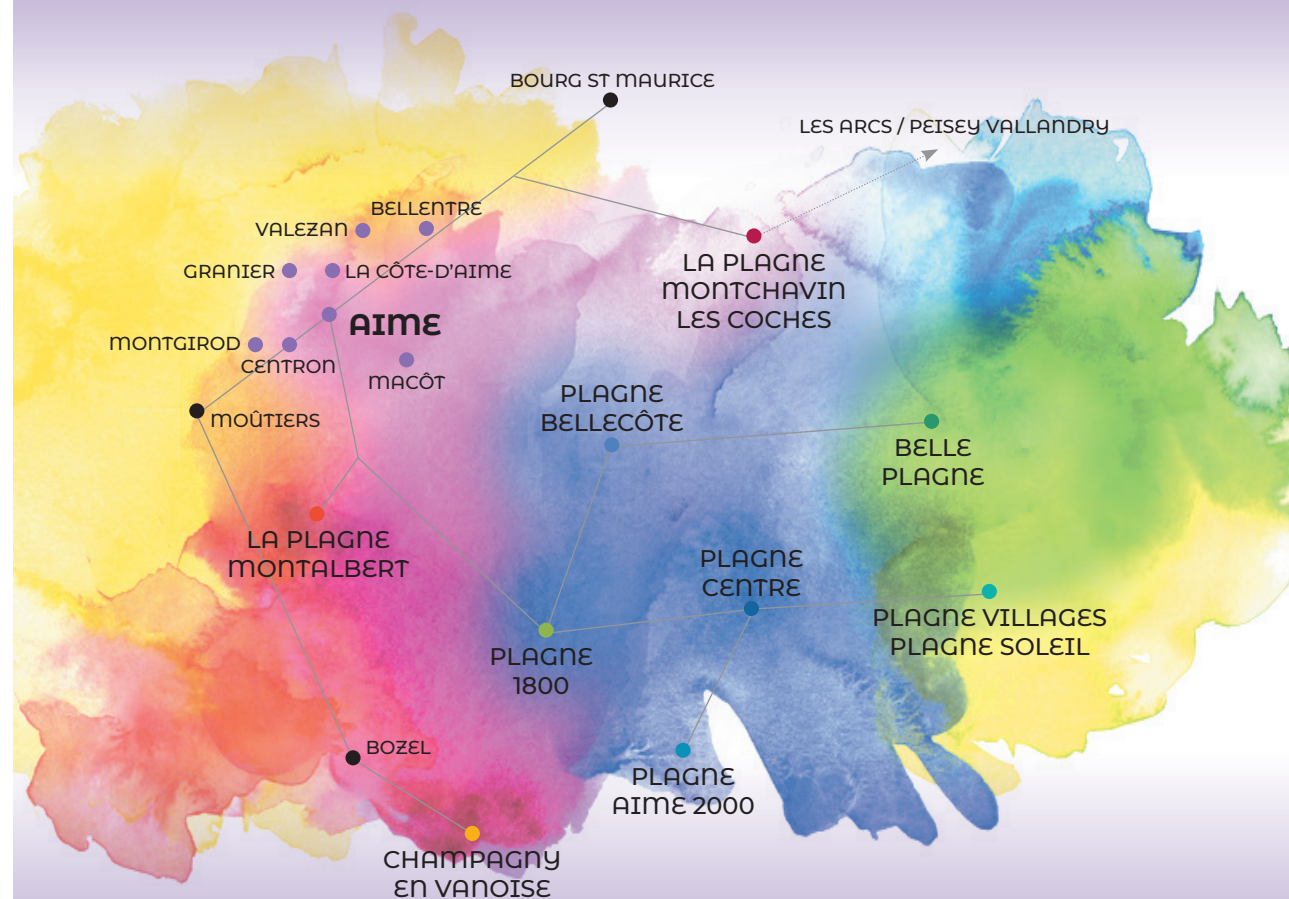 BOURG ST MAURICE
LES ARCS / PEISEY VALLANDRY
BELLENTRE
VALEZAN
GRANIER
LA CÔTE-D'AIME
LA PLAGNE
MONTCHAVIN
LES COCHES
AIME
MONTGIROD
CENTRON
MACÔT
MOÛTIERS
PLAGNE
BELLECÔTE
BELLE
PLAGNE
LA PLAGNE
MONTALBERT
PLAGNE
CENTRE
PLAGNE VILLAGES
PLAGNE SOLEIL
PLAGNE
1800
BOZEL
PLAGNE
AIME 2000
CHAMPAGNY
EN VANOISE